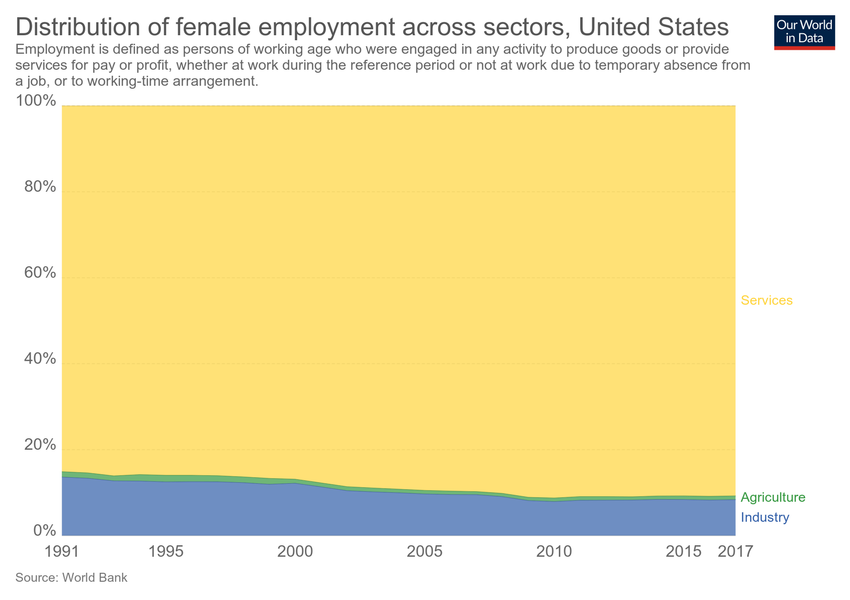 Distribution of female employment across sectors, United States
Our World
in Data
Employment is defined as persons of working age who were engaged in any activity to produce goods or provide
services for pay or profit, whether at work during the reference period or not at work due to temporary absence from
a job, or to working-time arrangement.
100%
80%
60%
Services
40%
20%
Agriculture
Industry
0%
1991 1995 2000 2005 2010 2015 2017
Source: World Bank